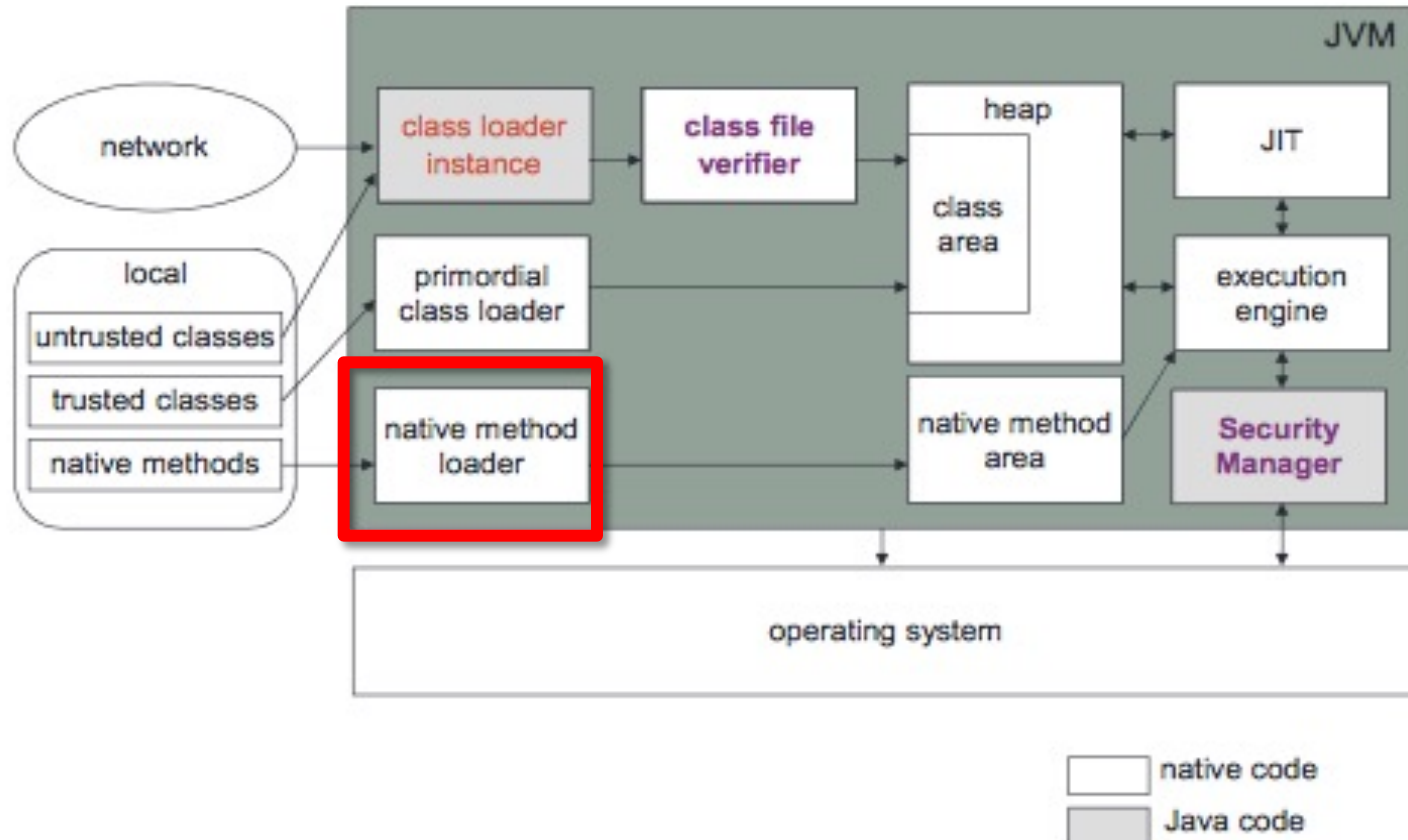 JVM
network
class loader
instance
class file
verifier
heap
class
area
JIT
local
untrusted classes
trusted classes
native methods
primordial
class loader
execution
engine
native method
loader
native method
area
Security
Manager
operating system
native code
Java code